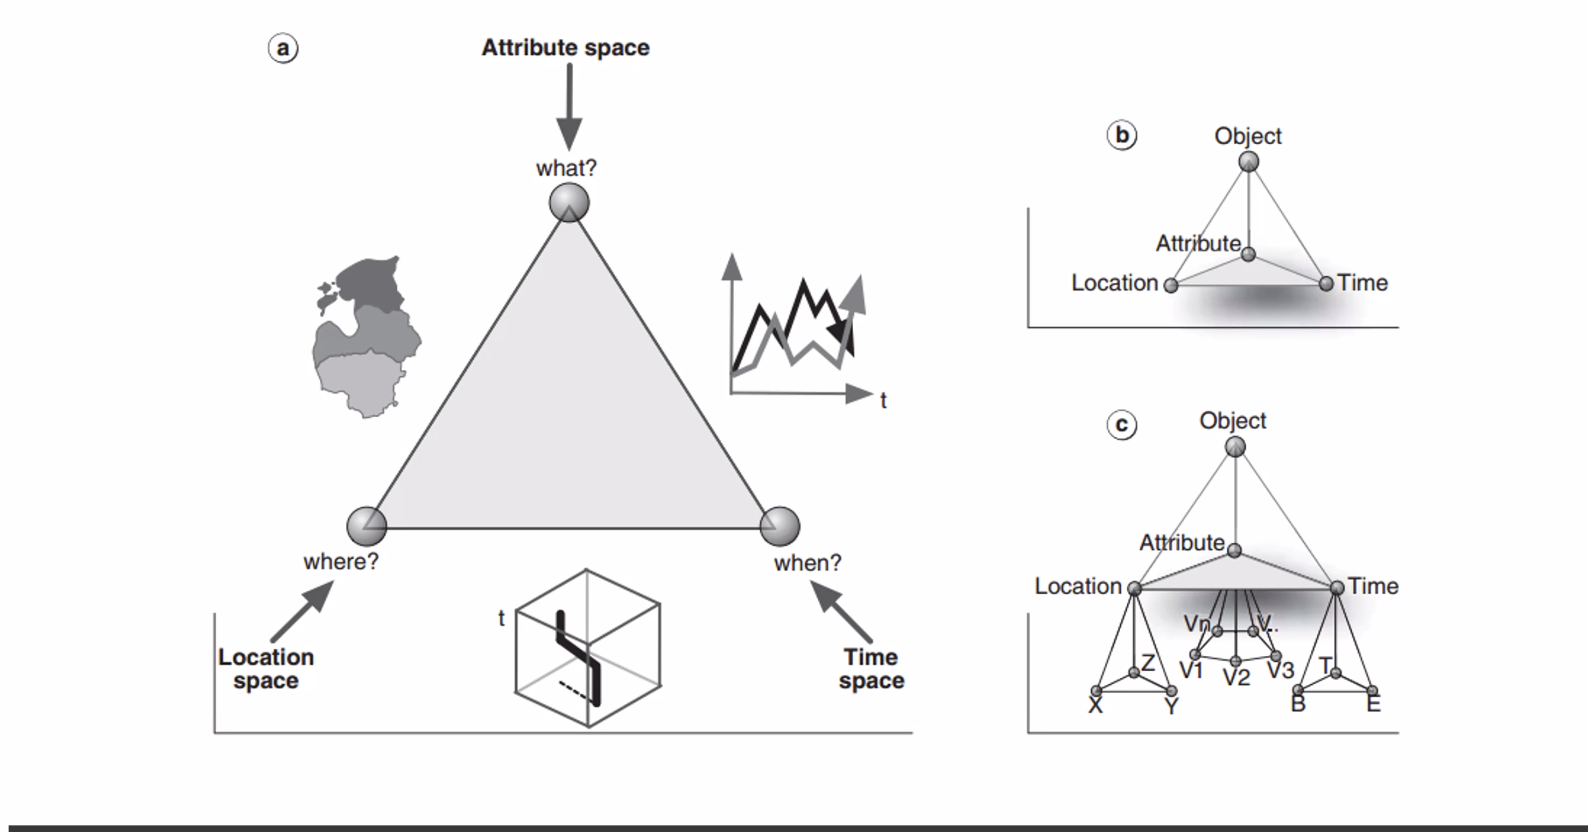 a
Attribute space
what?
t
where?
when?
Location
space
t
Time
space
b
Object
Attribute
Location
Time
c
Object
Attribute
Location
Time
Vn
V..
Z
V1
V2
V3
T
X
Y
B
E